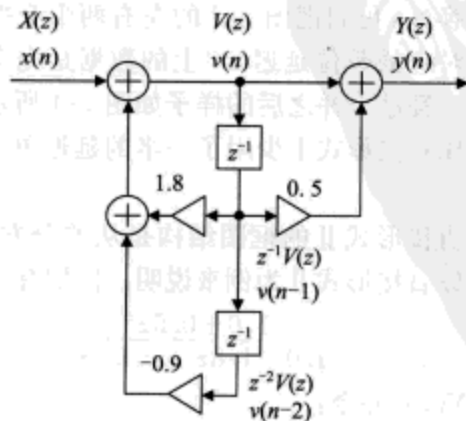 X(z) V(z) Y(z)
x(n) v(n) y(n)
z⁻¹
1.8 0.5
z⁻¹V(z)
v(n−1)
z⁻¹
−0.9
z⁻²V(z)
v(n−2)